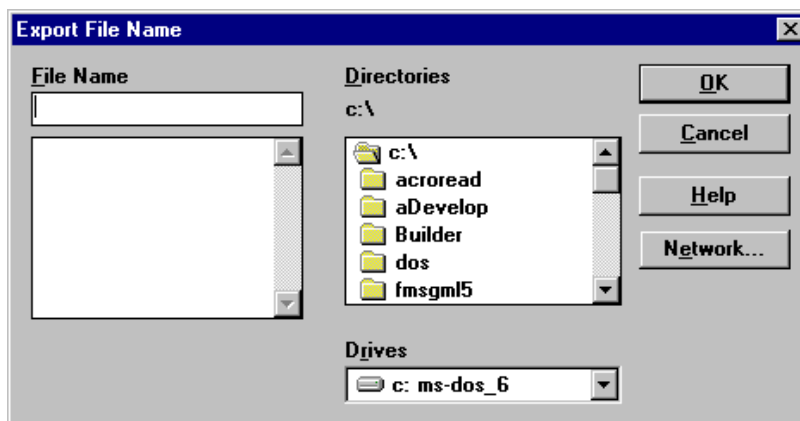 Export File Name
File Name
Directories
c:\
c:\
acroread
aDevelop
Builder
dos
fmsgml5
Drives
c: ms-dos_6
OK
Cancel
Help
Network...